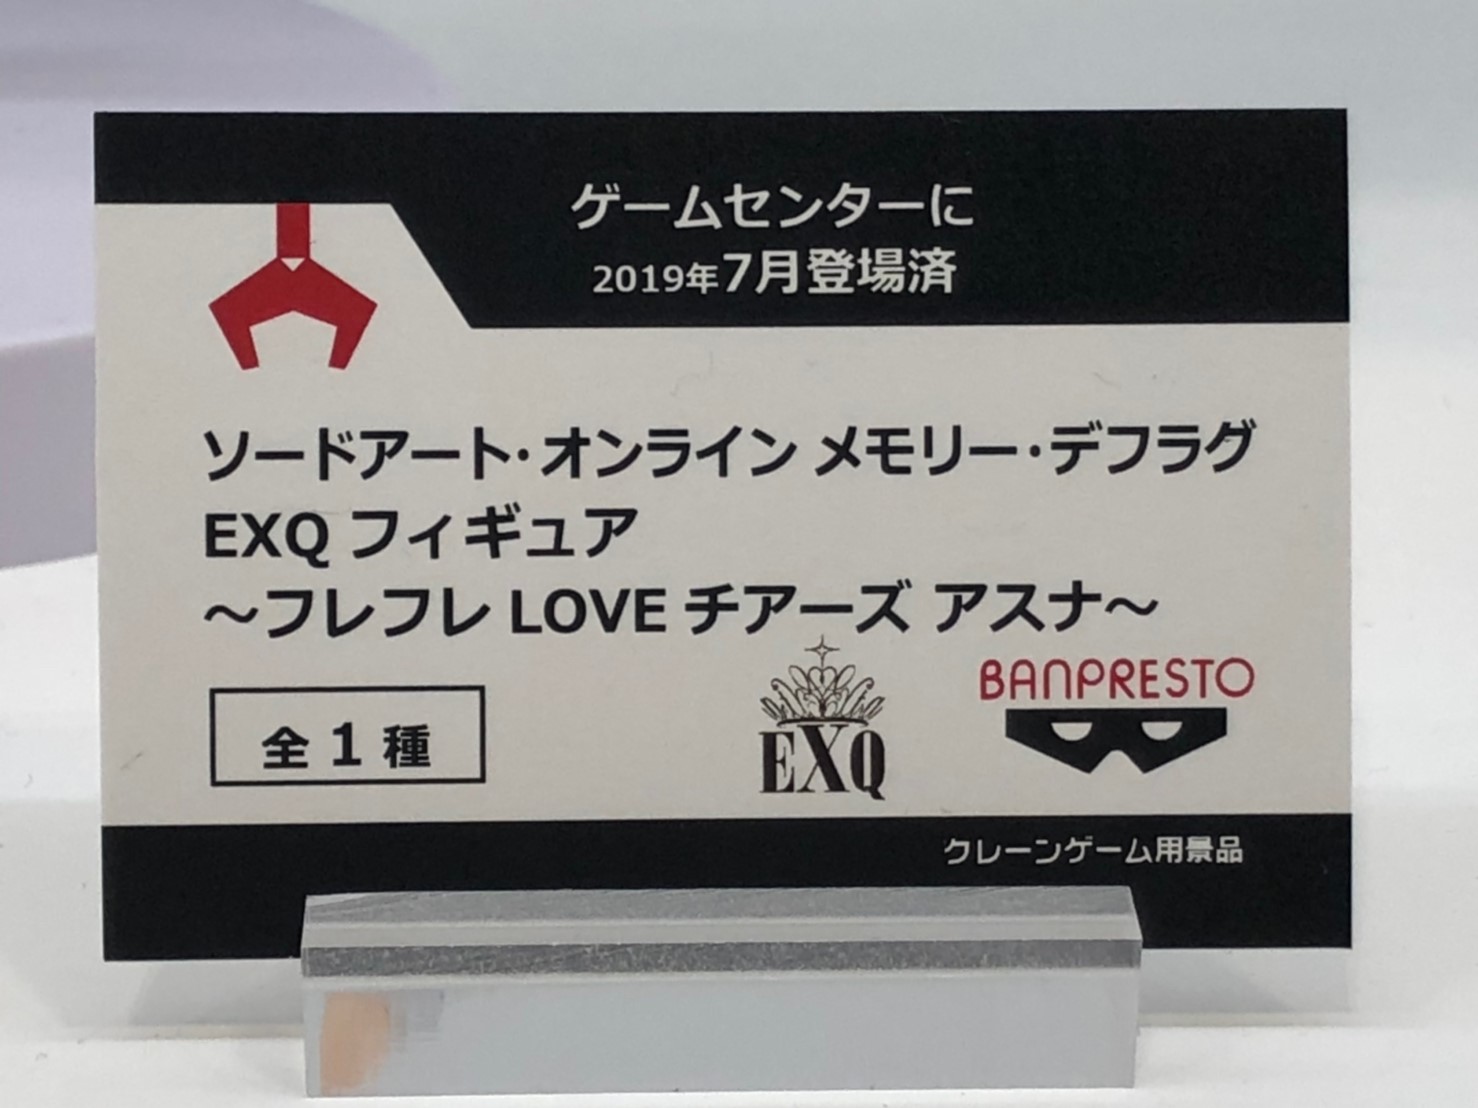 ゲームセンターに
2019年7月登場済
ソードアート・オンライン メモリー・デフラグ
EXQ フィギュア
～フレフレ LOVE チアーズ アスナ～
全1種
EXQ
BANPRESTO
クレーンゲーム用景品